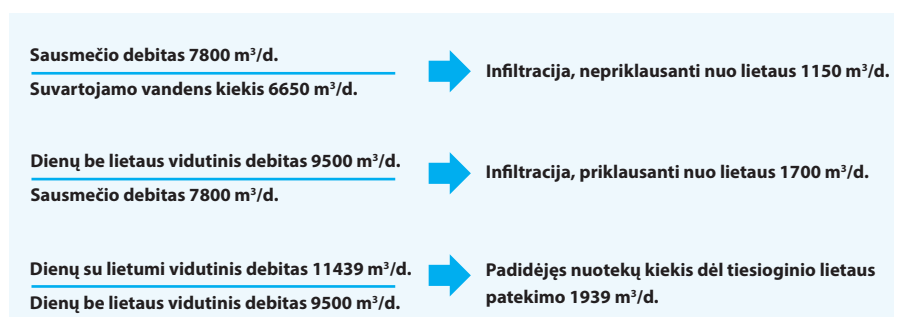 Sausmečio debitas 7800 m³/d.
Suvartojamo vandens kiekis 6650 m³/d.
Infiltracija, nepriklausanti nuo lietaus 1150 m³/d.
Dienų be lietaus vidutinis debitas 9500 m³/d.
Sausmečio debitas 7800 m³/d.
Infiltracija, priklausanti nuo lietaus 1700 m³/d.
Dienų su lietumi vidutinis debitas 11439 m³/d.
Dienų be lietaus vidutinis debitas 9500 m³/d.
Padidėjęs nuotekų kiekis dėl tiesioginio lietaus
patekimo 1939 m³/d.